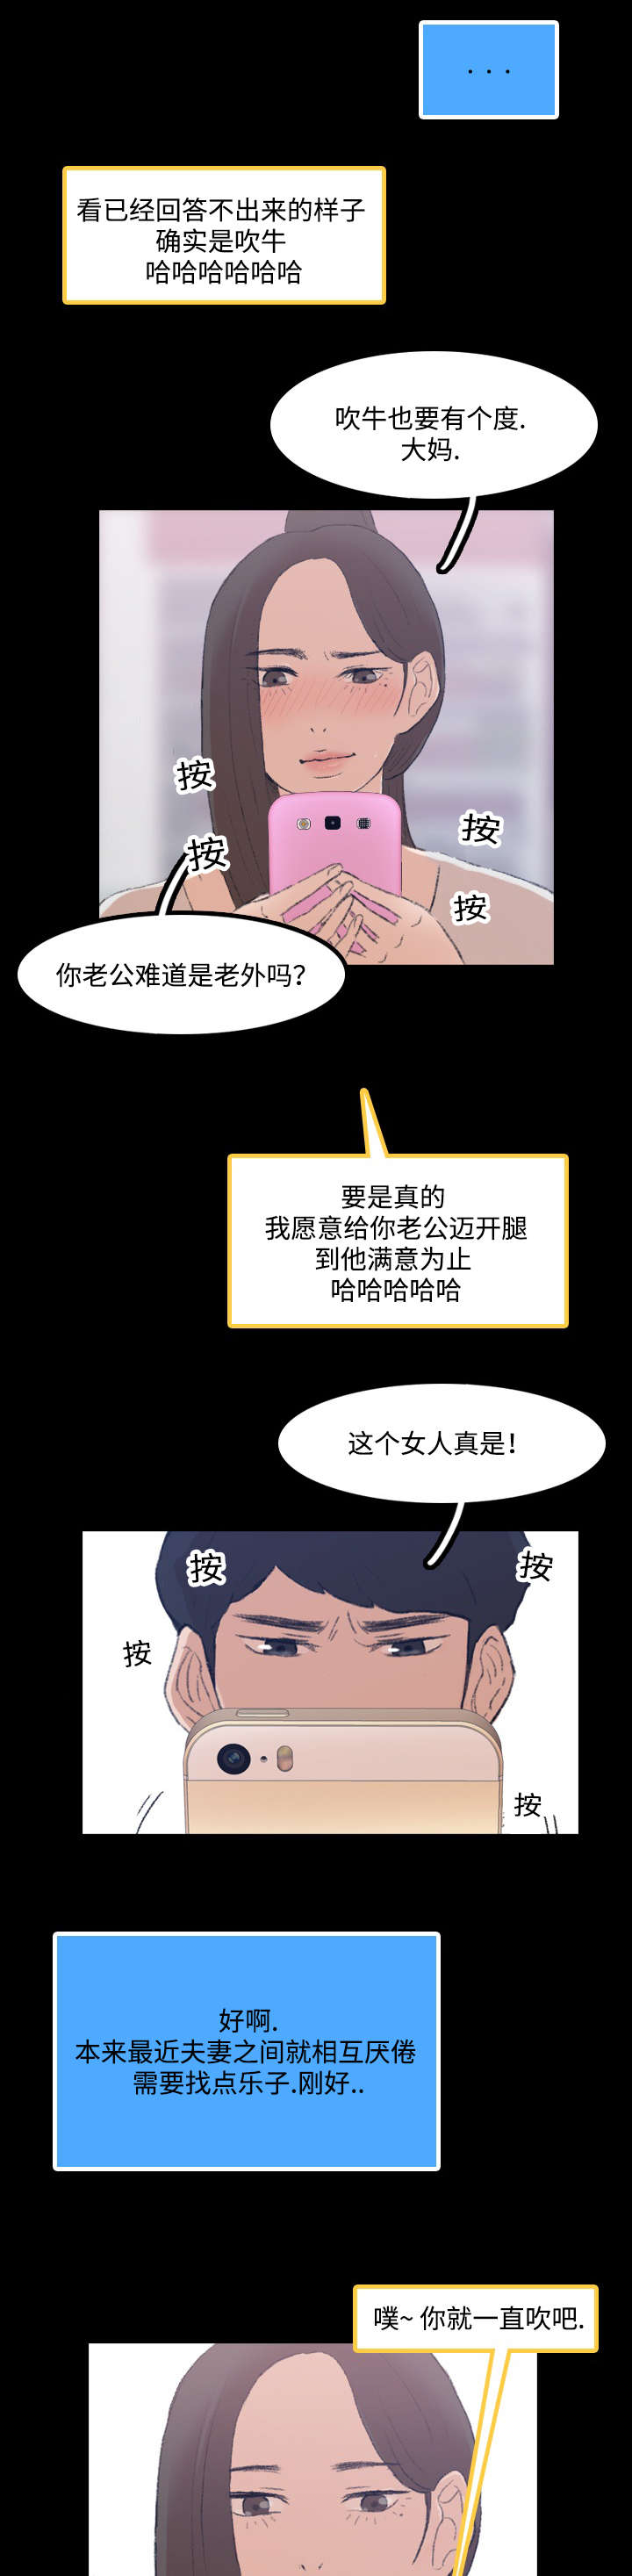 ...
看已经回答不出来的样子
确实是吹牛
哈哈哈哈哈哈
吹牛也要有个度.
大妈.
按
按
按
按
你老公难道是老外吗?
要是真的
我愿意给你老公迈开腿
到他满意为止
哈哈哈哈哈
这个女人真是!
按
按
按
按
好啊.
本来最近夫妻之间就相互厌倦
需要找点乐子.刚好..
噗~ 你就一直吹吧.